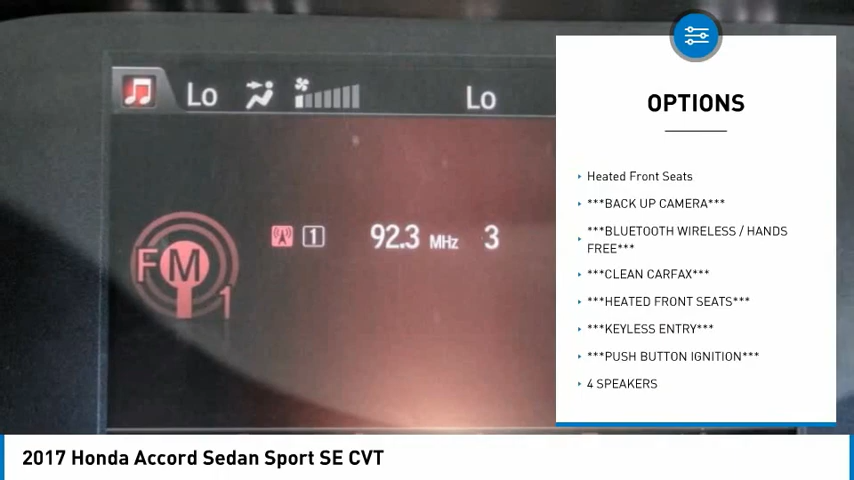 Lo
Lo
FM
1
1
92.3 MHz 3
OPTIONS
Heated Front Seats
***BACK UP CAMERA***
***BLUETOOTH WIRELESS / HANDS
FREE***
***CLEAN CARFAX***
***HEATED FRONT SEATS***
***KEYLESS ENTRY***
***PUSH BUTTON IGNITION***
4 SPEAKERS
2017 Honda Accord Sedan Sport SE CVT